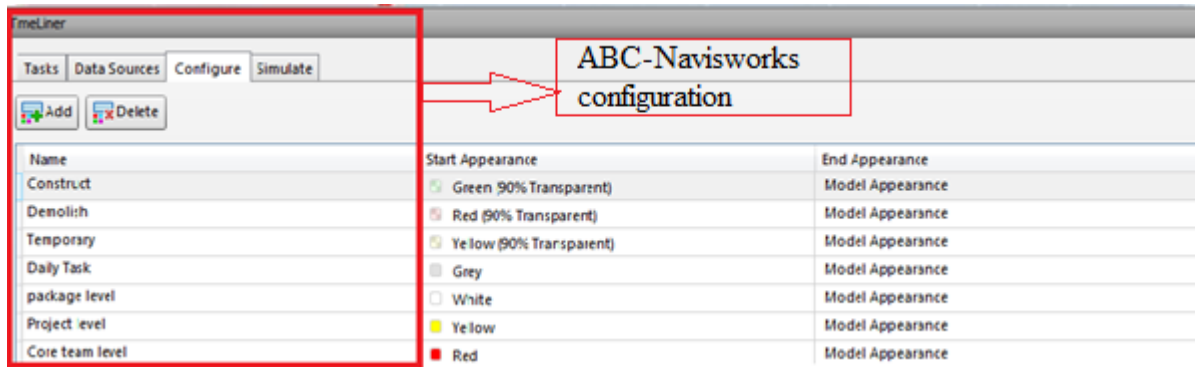 TimeLiner
Tasks Data Sources Configure Simulate
ABC-Navisworks
configuration
Add Delete
Name Start Appearance End Appearance
Construct Green (90% Transparent) Model Appearance
Demolish Red (90% Transparent) Model Appearance
Temporary Yellow (90% Transparent) Model Appearance
Daily Task Grey Model Appearance
package level White Model Appearance
Project level Yellow Model Appearance
Core team level Red Model Appearance